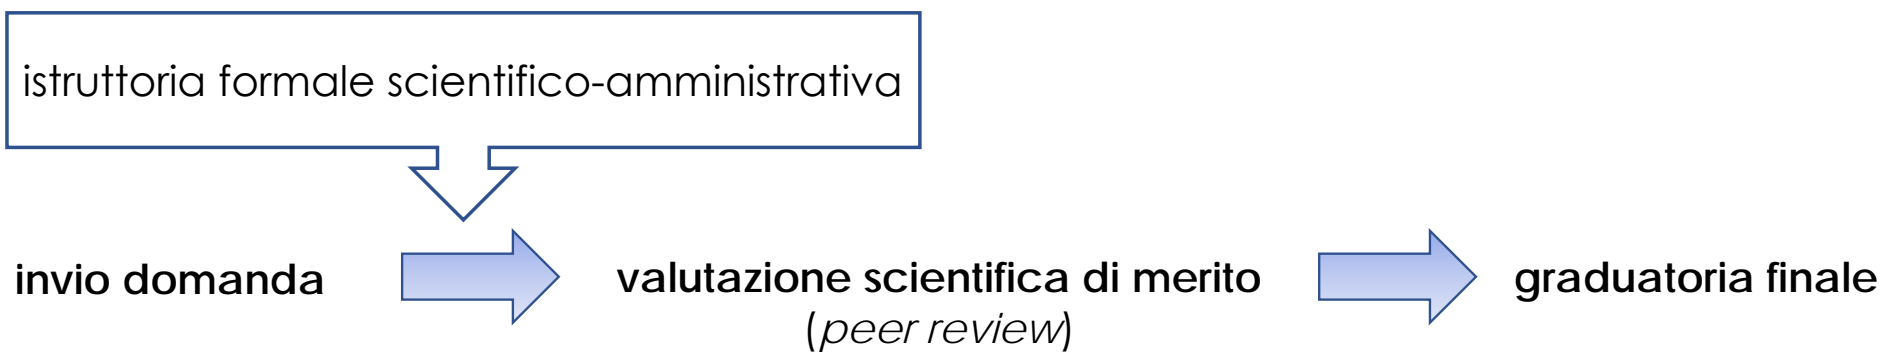 istruttoria formale scientifico-amministrativa
invio domanda
valutazione scientifica di merito
(peer review)
graduatoria finale